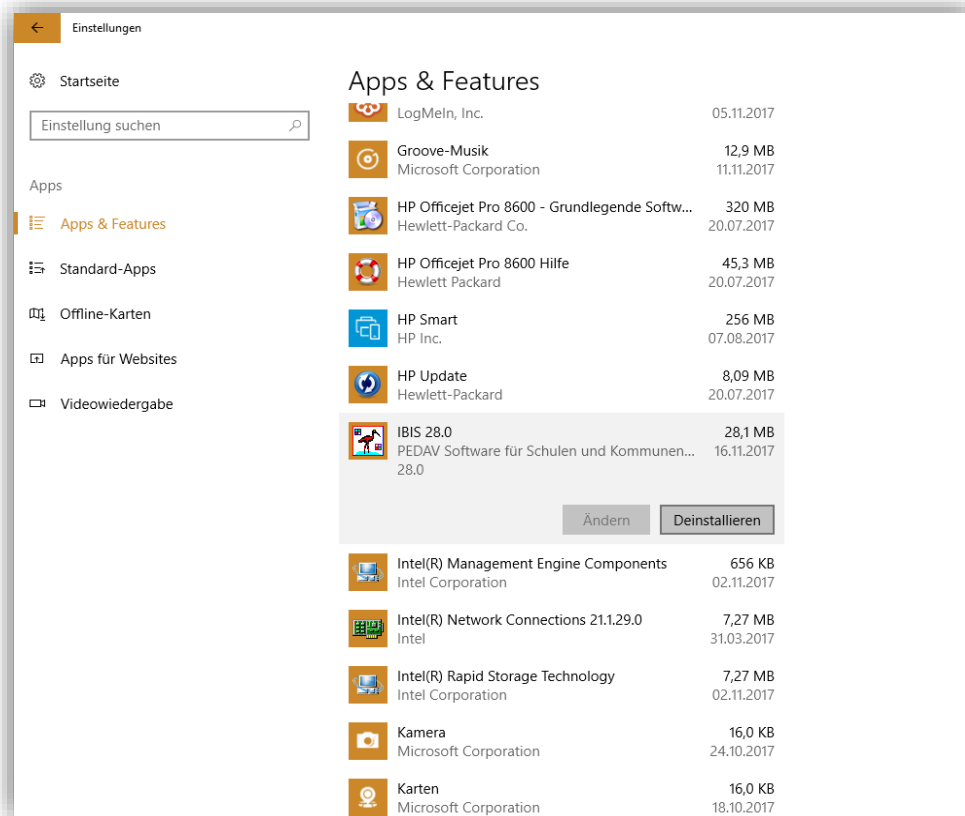 Einstellungen
Startseite
Einstellung suchen
Apps
Apps & Features
Standard-Apps
Offline-Karten
Apps für Websites
Videowiedergabe
Apps & Features
LogMeIn, Inc. 05.11.2017
Groove-Musik 12,9 MB
Microsoft Corporation 11.11.2017
HP Officejet Pro 8600 - Grundlegende Softw... 320 MB
Hewlett-Packard Co. 20.07.2017
HP Officejet Pro 8600 Hilfe 45,3 MB
Hewlett Packard 20.07.2017
HP Smart 256 MB
HP Inc. 07.08.2017
HP Update 8,09 MB
Hewlett-Packard 20.07.2017
IBIS 28.0 28,1 MB
PEDAV Software für Schulen und Kommunen... 16.11.2017
28.0
Ändern Deinstallieren
Intel(R) Management Engine Components 656 KB
Intel Corporation 02.11.2017
Intel(R) Network Connections 21.1.29.0 7,27 MB
Intel 31.03.2017
Intel(R) Rapid Storage Technology 7,27 MB
Intel Corporation 02.11.2017
Kamera 16,0 KB
Microsoft Corporation 24.10.2017
Karten 16,0 KB
Microsoft Corporation 18.10.2017